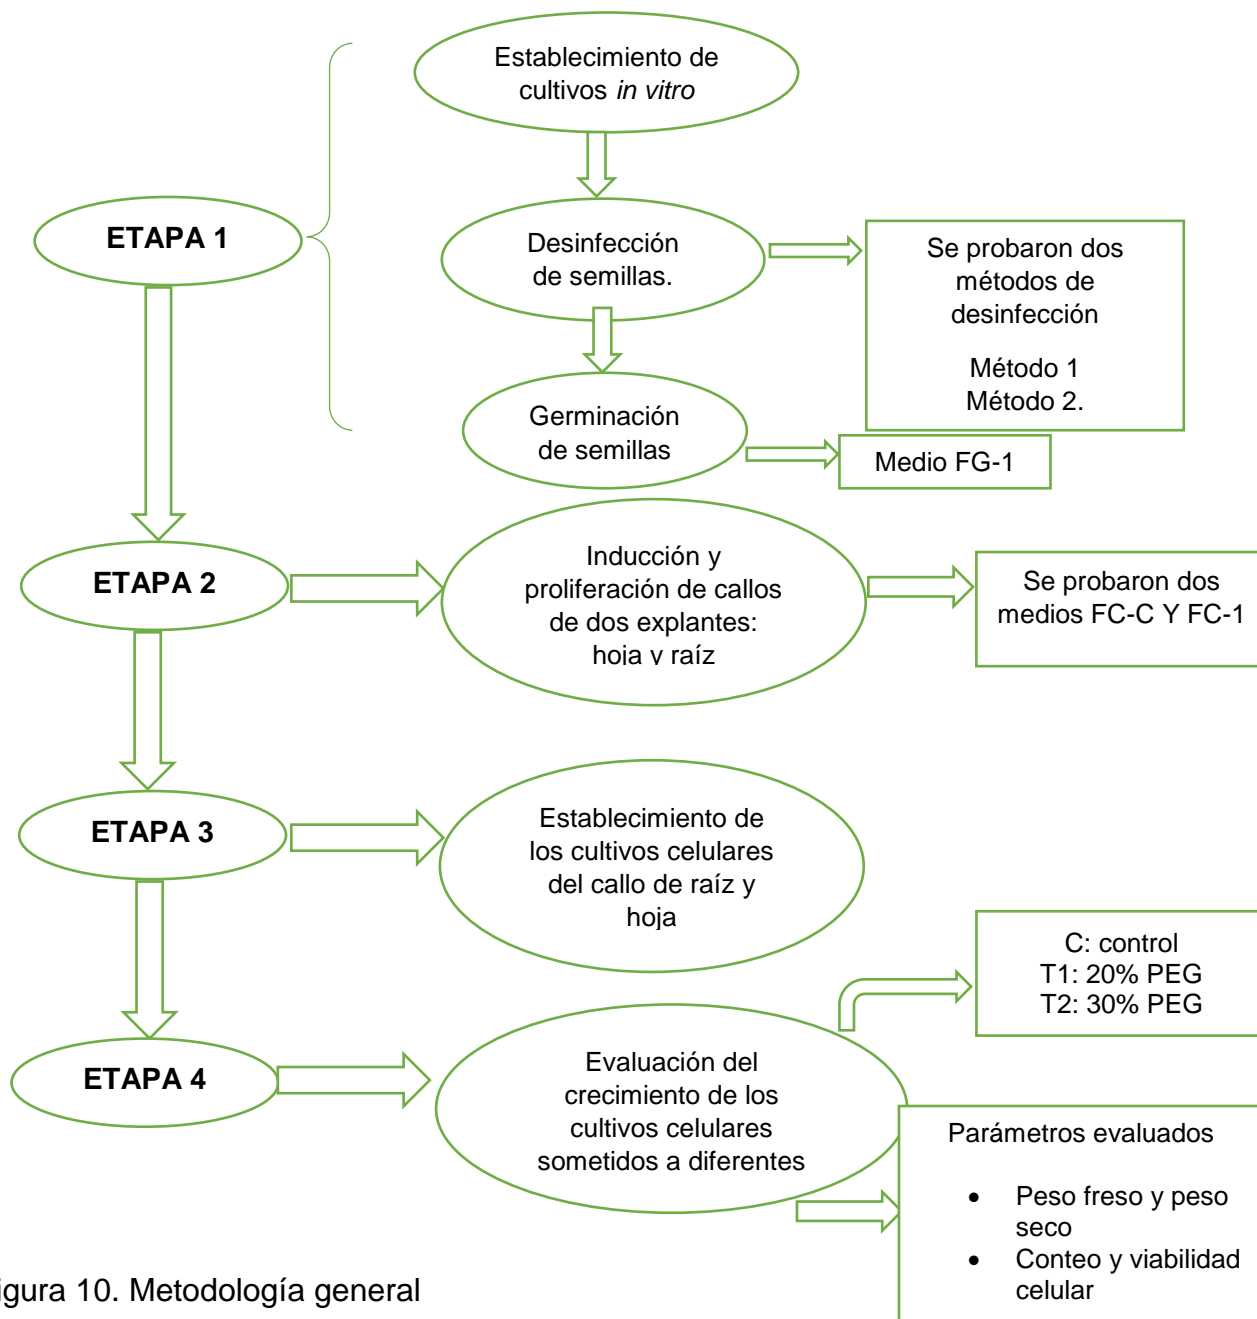 Establecimiento de
cultivos in vitro
ETAPA 1
Desinfección
de semillas.
Se probaron dos
métodos de
desinfección
Método 1
Método 2.
Germinación
de semillas
Medio FG-1
ETAPA 2
Inducción y
proliferación de callos
de dos explantes:
hoja y raíz
Se probaron dos
medios FC-C Y FC-1
ETAPA 3
Establecimiento de
los cultivos celulares
del callo de raíz y
hoja
C: control
T1: 20% PEG
T2: 30% PEG
ETAPA 4
Evaluación del
crecimiento de los
cultivos celulares
sometidos a diferentes
Parámetros evaluados
• Peso freso y peso
seco
• Conteo y viabilidad
celular
igura 10. Metodología general